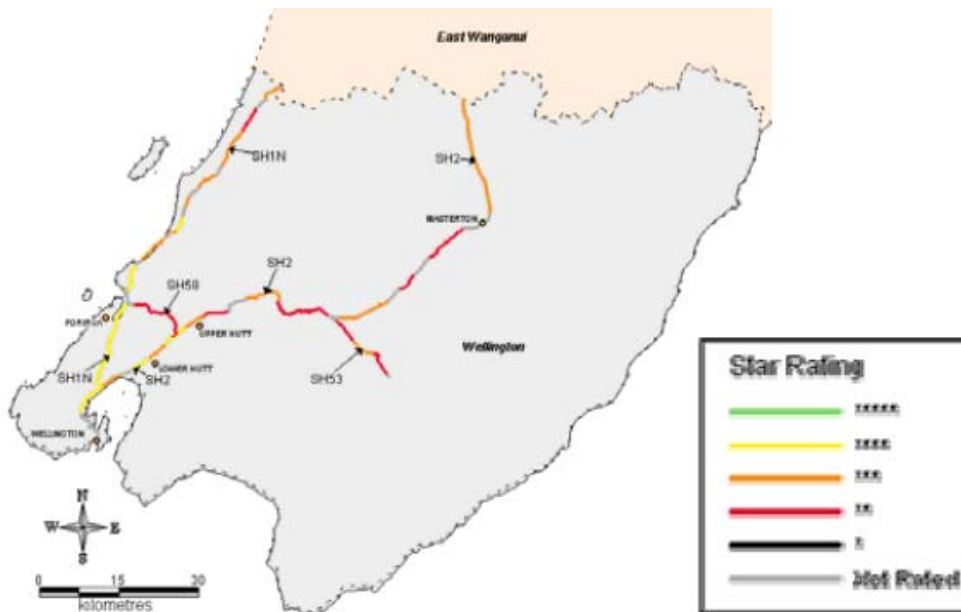 East Wanganui
SH1N
SH2
MASTERTON
SH2
SH58
PORIRUA
UPPER HUTT
Wellington
LOWER HUTT
SH1N
SH2
SH53
WELLINGTON
N
W E
S
0 15 20
kilometres
Star Rating
*****
****
***
**
*
Not Rated